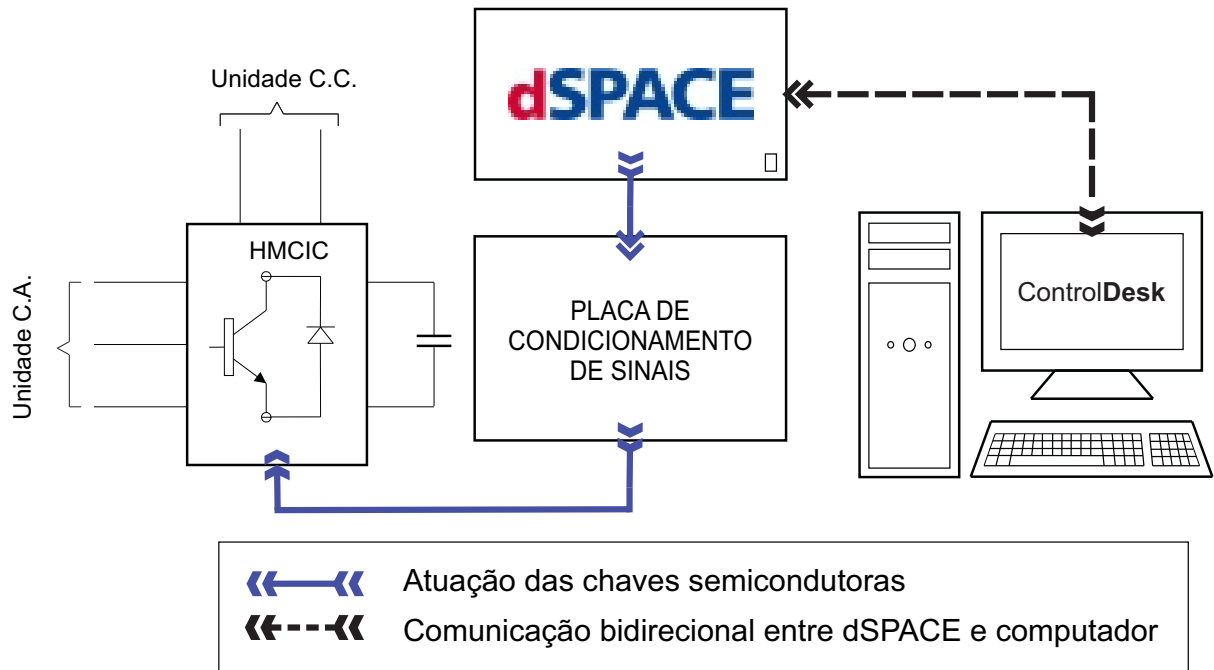 Unidade C.C.
dSPACE
HMCIC
Unidade C.A.
PLACA DE
CONDICIONAMENTO
DE SINAIS
ControlDesk
Atuação das chaves semicondutoras
Comunicação bidirecional entre dSPACE e computador